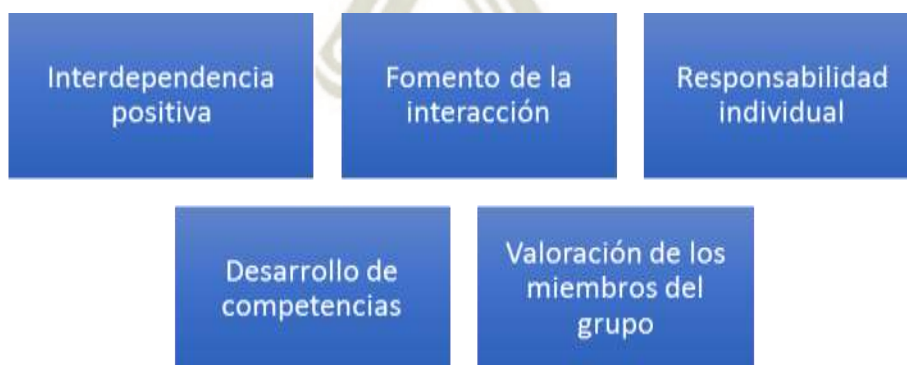 Interdependencia
positiva
Fomento de la
interacción
Responsabilidad
individual
Desarrollo de
competencias
Valoración de los
miembros del
grupo